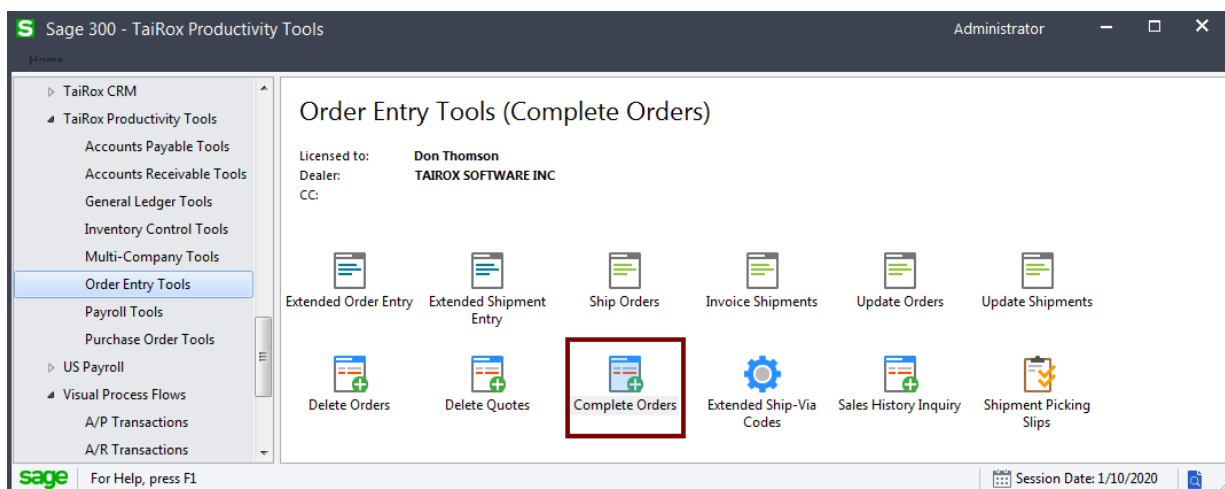 S Sage 300 - TaiRox Productivity Tools
Administrator
Home
TaiRox CRM
TaiRox Productivity Tools
Accounts Payable Tools
Accounts Receivable Tools
General Ledger Tools
Inventory Control Tools
Multi-Company Tools
Order Entry Tools
Payroll Tools
Purchase Order Tools
US Payroll
Visual Process Flows
A/P Transactions
A/R Transactions
Order Entry Tools (Complete Orders)
Licensed to: Don Thomson
Dealer: TAIROX SOFTWARE INC
CC:
Extended Order Entry
Extended Shipment
Entry
Ship Orders
Invoice Shipments
Update Orders
Update Shipments
Delete Orders
Delete Quotes
Complete Orders
Extended Ship-Via
Codes
Sales History Inquiry
Shipment Picking
Slips
sage For Help, press F1
Session Date: 1/10/2020